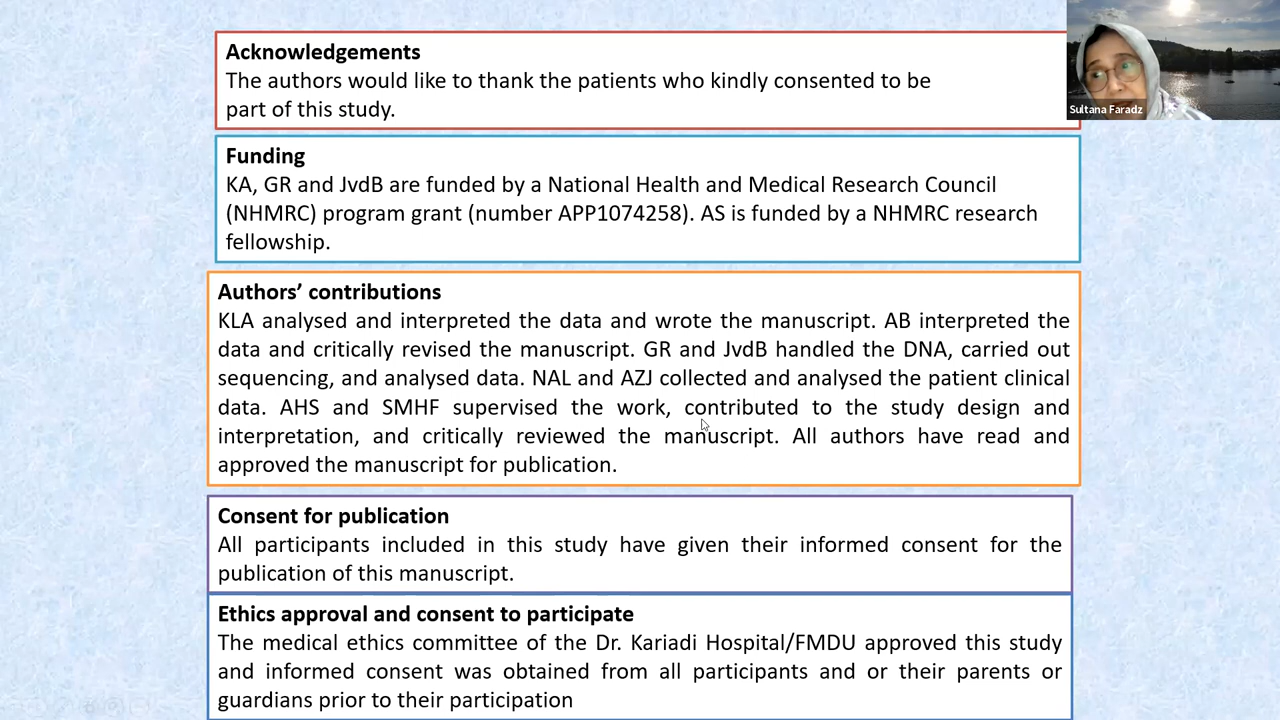 Acknowledgements
The authors would like to thank the patients who kindly consented to be
part of this study.
Sultana Faradz
Funding
KA, GR and JvdB are funded by a National Health and Medical Research Council
(NHMRC) program grant (number APP1074258). AS is funded by a NHMRC research
fellowship.
Authors’ contributions
KLA analysed and interpreted the data and wrote the manuscript. AB interpreted the
data and critically revised the manuscript. GR and JvdB handled the DNA, carried out
sequencing, and analysed data. NAL and AZJ collected and analysed the patient clinical
data. AHS and SMHF supervised the work, contributed to the study design and
interpretation, and critically reviewed the manuscript. All authors have read and
approved the manuscript for publication.
Consent for publication
All participants included in this study have given their informed consent for the
publication of this manuscript.
Ethics approval and consent to participate
The medical ethics committee of the Dr. Kariadi Hospital/FMDU approved this study
and informed consent was obtained from all participants and or their parents or
guardians prior to their participation